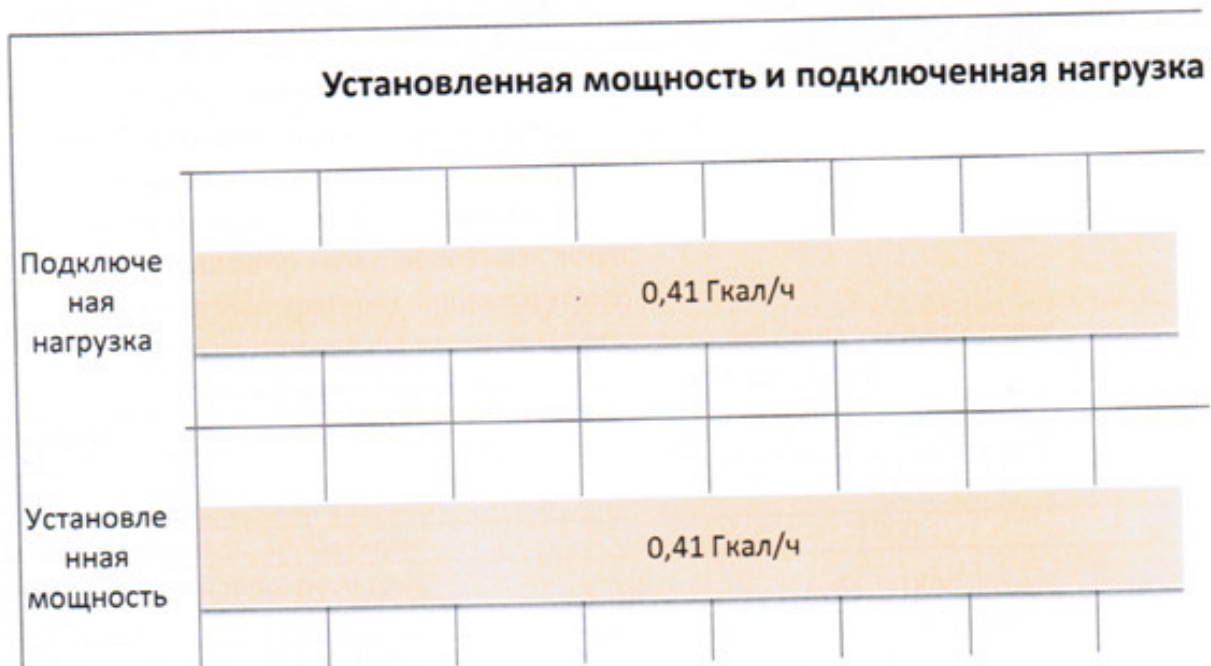 Установленная мощность и подключенная нагрузка
Подключе
ная
нагрузка
0,41 Гкал/ч
Установле
нная
мощность
0,41 Гкал/ч